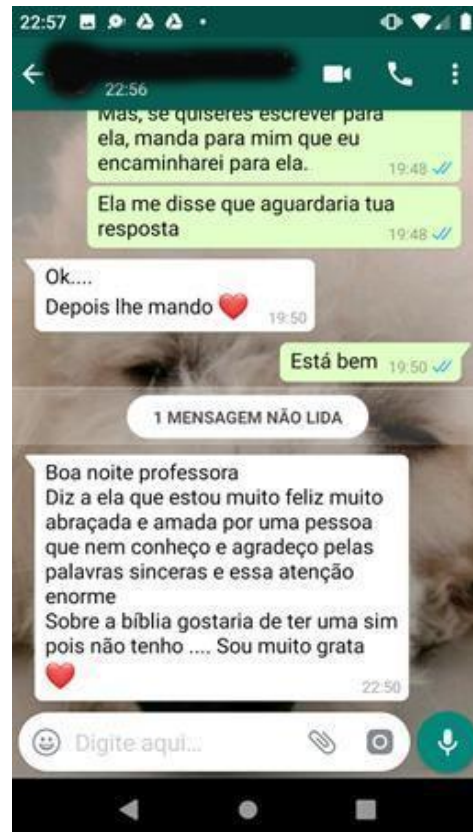 22:57
22:56
Mas, se quiseres escrever para
ela, manda para mim que eu
encaminharei para ela.
19:48
Ela me disse que aguardaria tua
resposta
19:48
Ok....
Depois lhe mando ❤️
19:50
Está bem 19:50
1 MENSAGEM NÃO LIDA
Boa noite professora
Diz a ela que estou muito feliz muito
abraçada e amada por uma pessoa
que nem conheço e agradeço pelas
palavras sinceras e essa atenção
enorme
Sobre a bíblia gostaria de ter uma sim
pois não tenho .... Sou muito grata
❤️
22:50
Digite aqui...